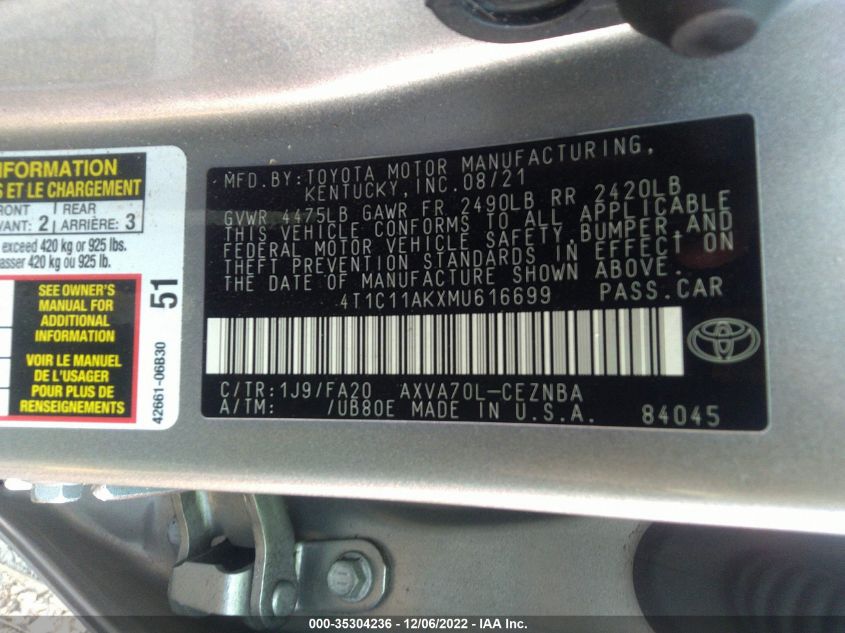 INFORMATION
S ET LE CHARGEMENT
FRONT 2 REAR 3
VANT: ARRIÈRE:
exceed 420 kg or 925 lbs.
asser 420 kg ou 925 lb.
SEE OWNER'S
MANUAL FOR
ADDITIONAL
INFORMATION
VOIR LE MANUEL
DE L'USAGER
POUR PLUS DE
RENSEIGNEMENTS
51
42661-06B30
MFD.BY:TOYOTA MOTOR MANUFACTURING,
KENTUCKY, INC.08/21
GVWR 4475LB GAWR FR 2490LB RR 2420LB
THIS VEHICLE CONFORMS TO ALL APPLICABLE
FEDERAL MOTOR VEHICLE SAFETY,BUMPER,AND
THEFT PREVENTION STANDARDS IN EFFECT ON
THE DATE OF MANUFACTURE SHOWN ABOVE.
4T1C11AKXMU616699 PASS.CAR
C/TR:1J9/FA20 AXVA70L-CEZNBA
A/TM: /UB80E MADE IN U.S.A. 84045
000-35304236 - 12/06/2022 - IAA Inc.